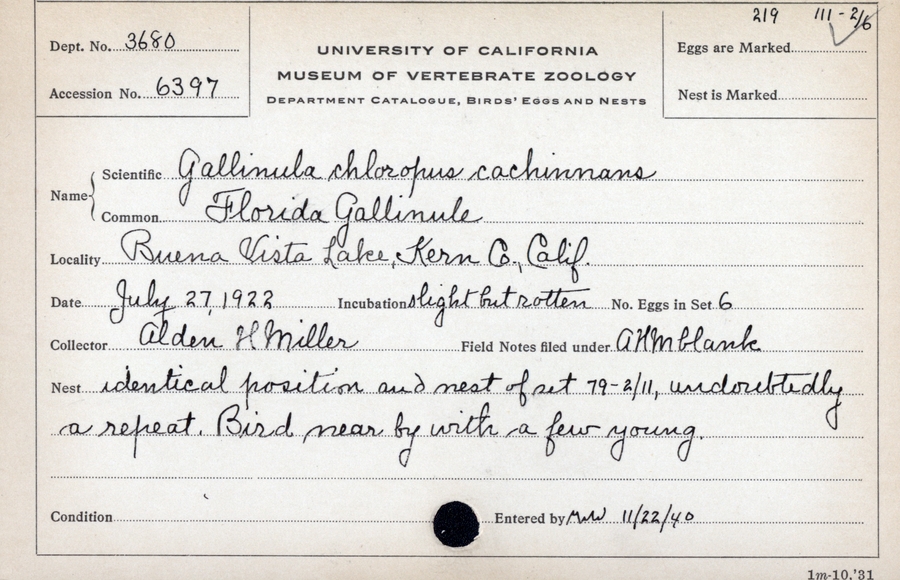 219 111-2/6
Dept. No. 3680
UNIVERSITY OF CALIFORNIA
Eggs are Marked
MUSEUM OF VERTEBRATE ZOOLOGY
Accession No. 6397
DEPARTMENT CATALOGUE, BIRDS' EGGS AND NESTS
Nest is Marked
Name { Scientific Gallinula chloropus cachinnans
Common Florida Gallinule
Locality Buena Vista Lake, Kern Co., Calif.
Date July 27, 1922 Incubation slight but rotten No. Eggs in Set 6
Collector Alden H Miller Field Notes filed under AHM blank
Nest identical position and nest of set 79-2/11, undoubtedly
a repeat. Bird near by with a few young.
Condition Entered by MWW 11/22/40
1m-10,'31